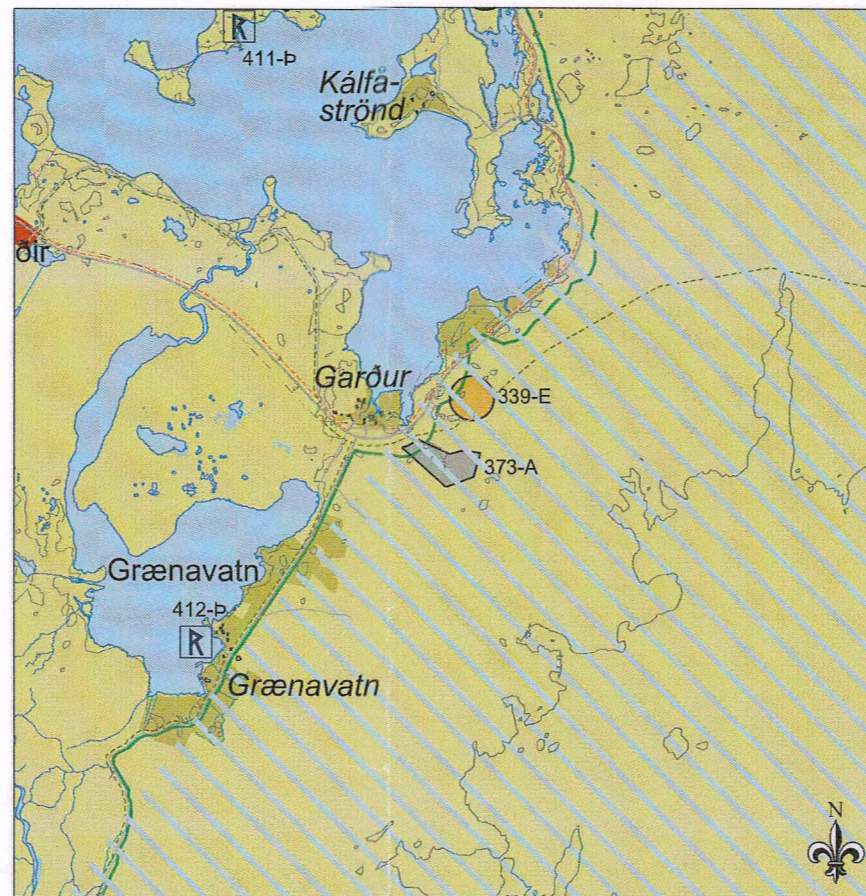 411-Þ
Kálfa-
strönd
ðir
Garður
339-E
373-A
Grænavatn
412-Þ
Grænavatn
N